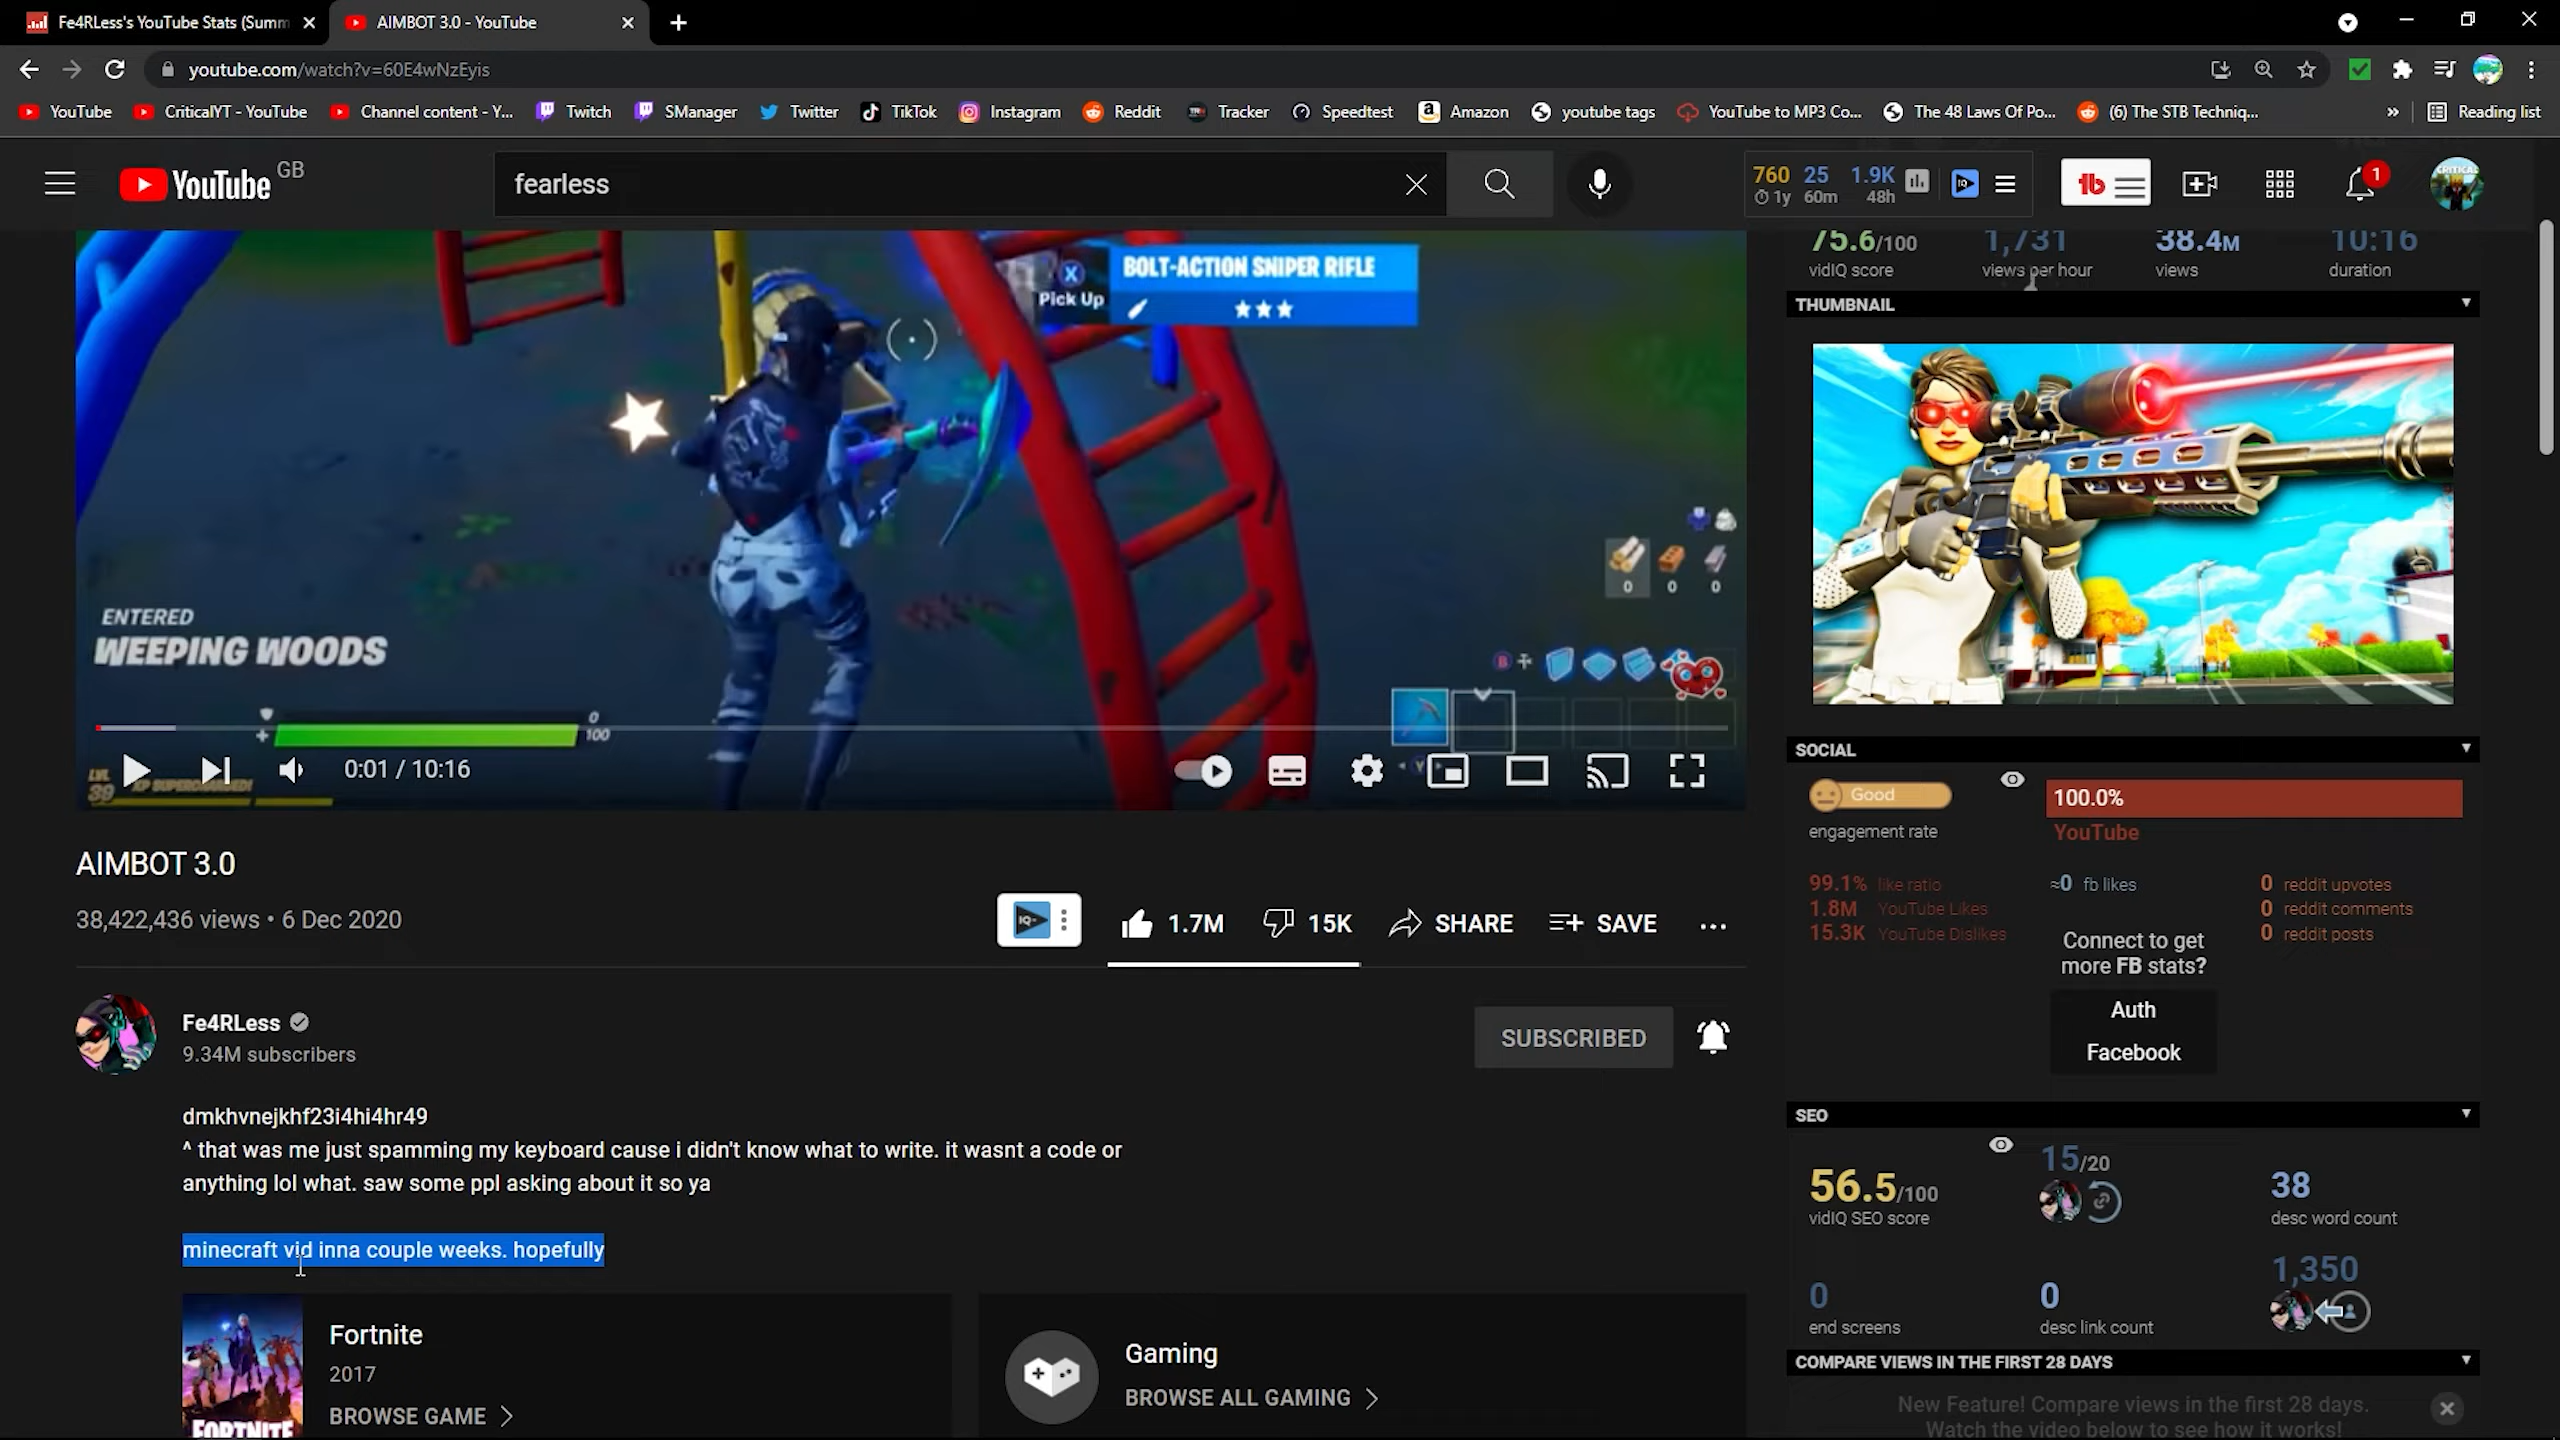 Fe4RLess's YouTube Stats (Summ
AIMBOT 3.0 - YouTube
youtube.com/watch?v=60E4wNzEyis
YouTube
CriticalYT - YouTube
Channel content - Y...
Twitch
SManager
Twitter
TikTok
Instagram
Reddit
Tracker
Speedtest
Amazon
youtube tags
YouTube to MP3 Co...
The 48 Laws Of Po...
(6) The STB Techniq...
Reading list
YouTube GB
fearless
760 25 1.9K
1y 60m 48h
CRITICAL
BOLT-ACTION SNIPER RIFLE
X
Pick Up
0 0 0
B
ENTERED
WEEPING WOODS
0
100
0:01 / 10:16
LVL
39 XP SUPERCHARGED!
AIMBOT 3.0
38,422,436 views • 6 Dec 2020
1.7M 15K SHARE SAVE
Fe4RLess
9.34M subscribers
SUBSCRIBED
dmkhvnejkhf23i4hi4hr49
^ that was me just spamming my keyboard cause i didn't know what to write. it wasnt a code or
anything lol what. saw some ppl asking about it so ya
minecraft vid inna couple weeks. hopefully
Fortnite
2017
BROWSE GAME
FORTNITE
Gaming
BROWSE ALL GAMING
75.6/100 1,731 38.4M 10:16
vidIQ score views per hour views duration
THUMBNAIL
SOCIAL
Good
engagement rate
100.0%
YouTube
99.1% like ratio
1.8M YouTube Likes
15.3K YouTube Dislikes
≈0 fb likes
Connect to get
more FB stats?
Auth
Facebook
0 reddit upvotes
0 reddit comments
0 reddit posts
SEO
56.5/100
vidIQ SEO score
15/20
38
desc word count
0
end screens
0
desc link count
1,350
COMPARE VIEWS IN THE FIRST 28 DAYS
New Feature! Compare views in the first 28 days.
Watch the video below to see how it works!
1